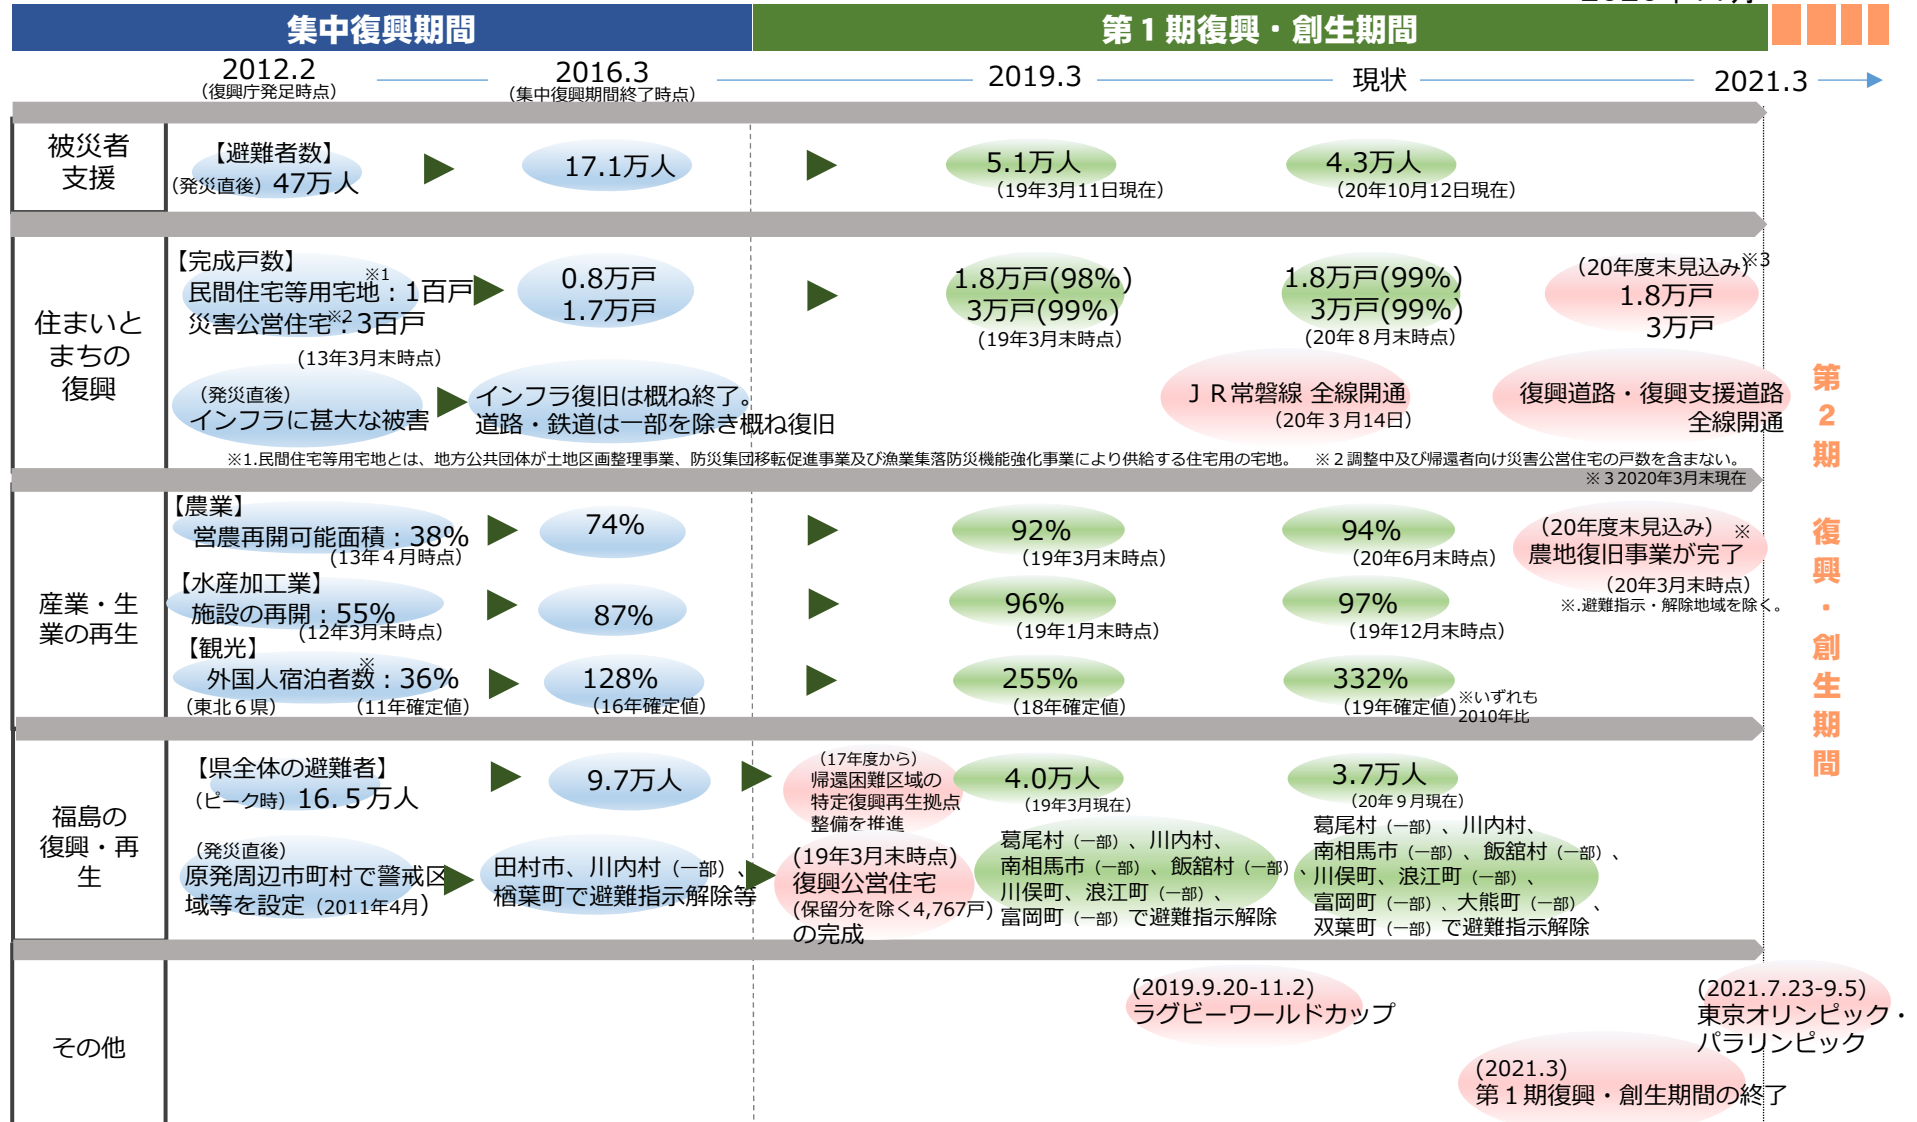 集中復興期間
第1期復興・創生期間
2012.2
(復興庁発足時点)
2016.3
(集中復興期間終了時点)
2019.3
現状
2021.3
被災者
支援
【避難者数】
(発災直後) 47万人
17.1万人
5.1万人
(19年3月11日現在)
4.3万人
(20年10月12日現在)
住まいと
まちの
復興
【完成戸数】
民間住宅等用宅地※1：1百戸
災害公営住宅※2：3百戸
(13年3月末時点)
0.8万戸
1.7万戸
1.8万戸(98%)
3万戸(99%)
(19年3月末時点)
1.8万戸(99%)
3万戸(99%)
(20年８月末時点)
(20年度末見込み)※3
1.8万戸
3万戸
(発災直後)
インフラに甚大な被害
インフラ復旧は概ね終了。
道路・鉄道は一部を除き概ね復旧
ＪＲ常磐線 全線開通
(20年３月14日)
復興道路・復興支援道路
全線開通
※1.民間住宅等用宅地とは、地方公共団体が土地区画整理事業、防災集団移転促進事業及び漁業集落防災機能強化事業により供給する住宅用の宅地。　※２調整中及び帰還者向け災害公営住宅の戸数を含まない。
※３2020年3月末現在
産業・生
業の再生
【農業】
営農再開可能面積：38%
(13年４月時点)
74%
92%
(19年3月末時点)
94%
(20年6月末時点)
(20年度末見込み)　※
農地復旧事業が完了
(20年3月末時点)
※.避難指示・解除地域を除く。
【水産加工業】
施設の再開：55%
(12年3月末時点)
87%
96%
(19年1月末時点)
97%
(19年12月末時点)
【観光】
外国人宿泊者数※：36%
(東北６県)　(11年確定値)
128%
(16年確定値)
255%
(18年確定値)
332%
(19年確定値)
※いずれも
2010年比
福島の
復興・再
生
【県全体の避難者】
(ピーク時) 16.５万人
9.7万人
(17年度から)
帰還困難区域の
特定復興再生拠点
整備を推進
4.0万人
(19年3月現在)
3.7万人
(20年９月現在)
(発災直後)
原発周辺市町村で警戒区
域等を設定 (2011年4月)
田村市、川内村（一部）、
楢葉町で避難指示解除等
(19年3月末時点)
復興公営住宅
(保留分を除く4,767戸)
の完成
葛尾村（一部）、川内村、
南相馬市（一部）、飯舘村（一部）、
川俣町、浪江町（一部）、
富岡町（一部）で避難指示解除
葛尾村（一部）、川内村、
南相馬市（一部）、飯舘村（一部）、
川俣町、浪江町（一部）、
富岡町（一部）、大熊町（一部）、
双葉町（一部）で避難指示解除
その他
(2019.9.20-11.2)
ラグビーワールドカップ
(2021.7.23-9.5)
東京オリンピック・
パラリンピック
(2021.3)
第１期復興・創生期間の終了
第2期　復興・創生期間